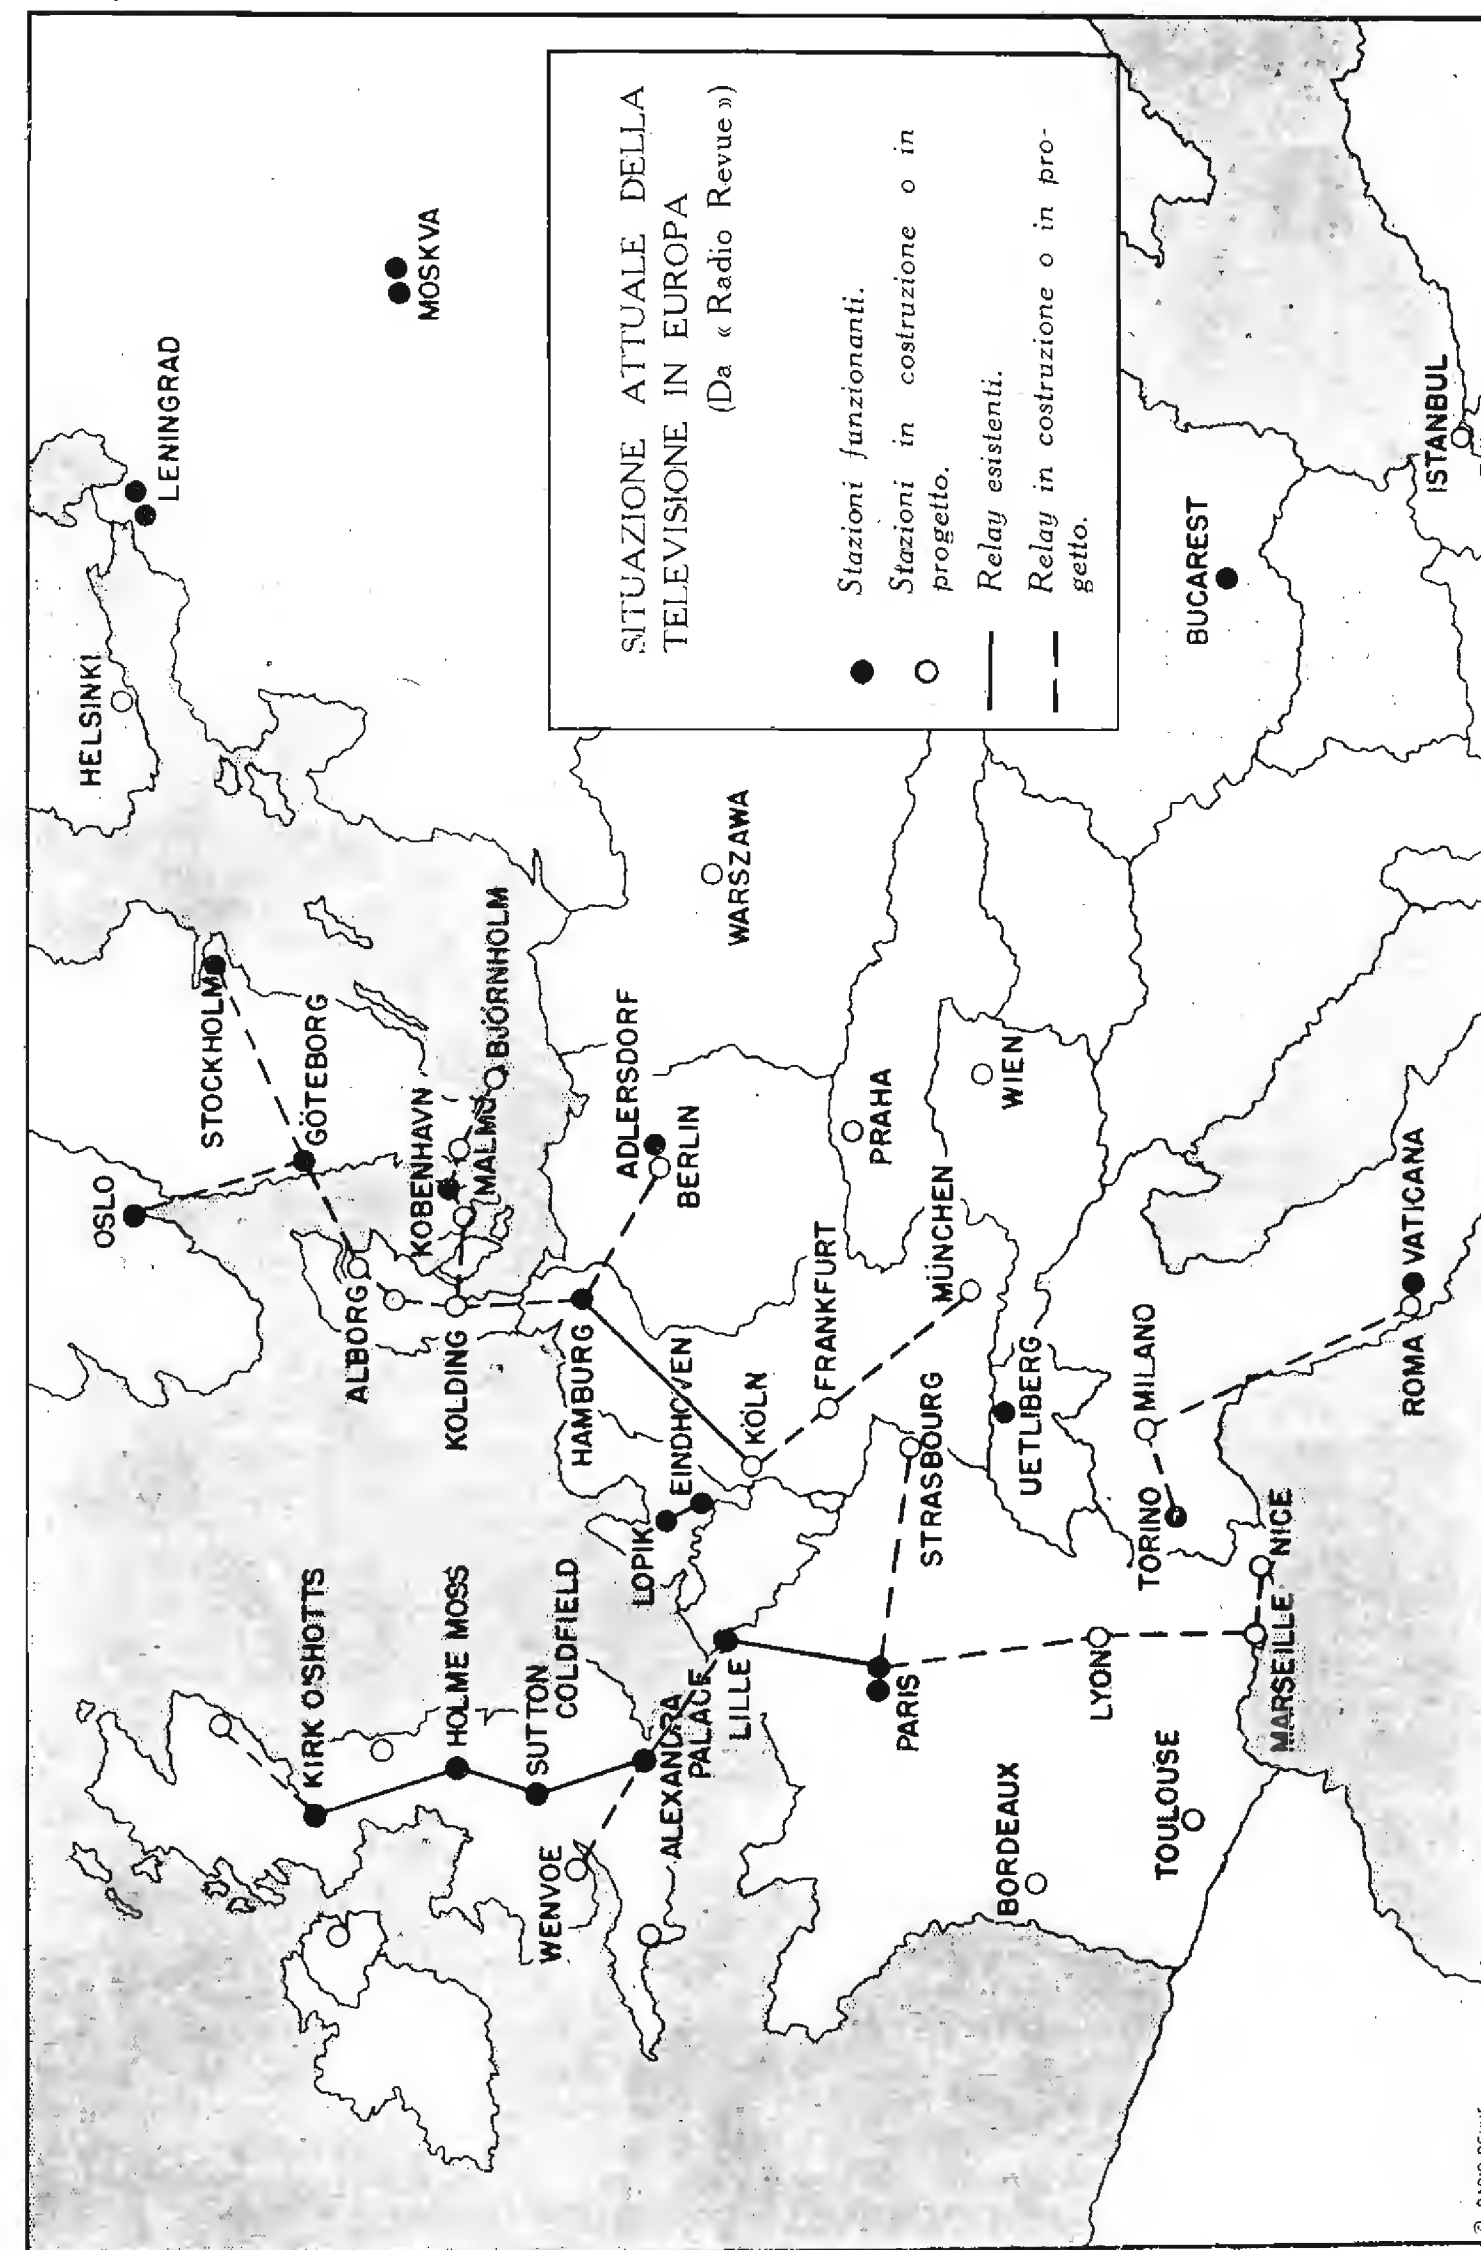 SITUAZIONE ATTUALE DELLA
TELEVISIONE IN EUROPA
(Da « Radio Revue »)
Stazioni funzionanti.
Stazioni in costruzione o in
progetto.
Relay esistenti.
Relay in costruzione o in pro-
getto.
OSLO
STOCKHOLM
GÖTEBORG
HELSINKI
LENINGRAD
MOSKVA
ALBORG
KOBENHAVN
MALMÖ
BJÖRNHOLM
KOLDING
HAMBURG
ADLERSDORF
BERLIN
WARSZAWA
KIRK O'SHOTTS
HOLME MOSS
SUTTON
COLDFIELD
WENVOE
ALEXANDRA
PALACE
LOPIK
EINDHOVEN
KÖLN
FRANKFURT
PRAHA
MÜNCHEN
WIEN
LILLE
PARIS
STRASBOURG
UETLIBERG
BORDEAUX
TOULOUSE
LYON
MARSEILLE
NICE
TORINO
MILANO
ROMA
VATICANA
BUCAREST
ISTANBUL